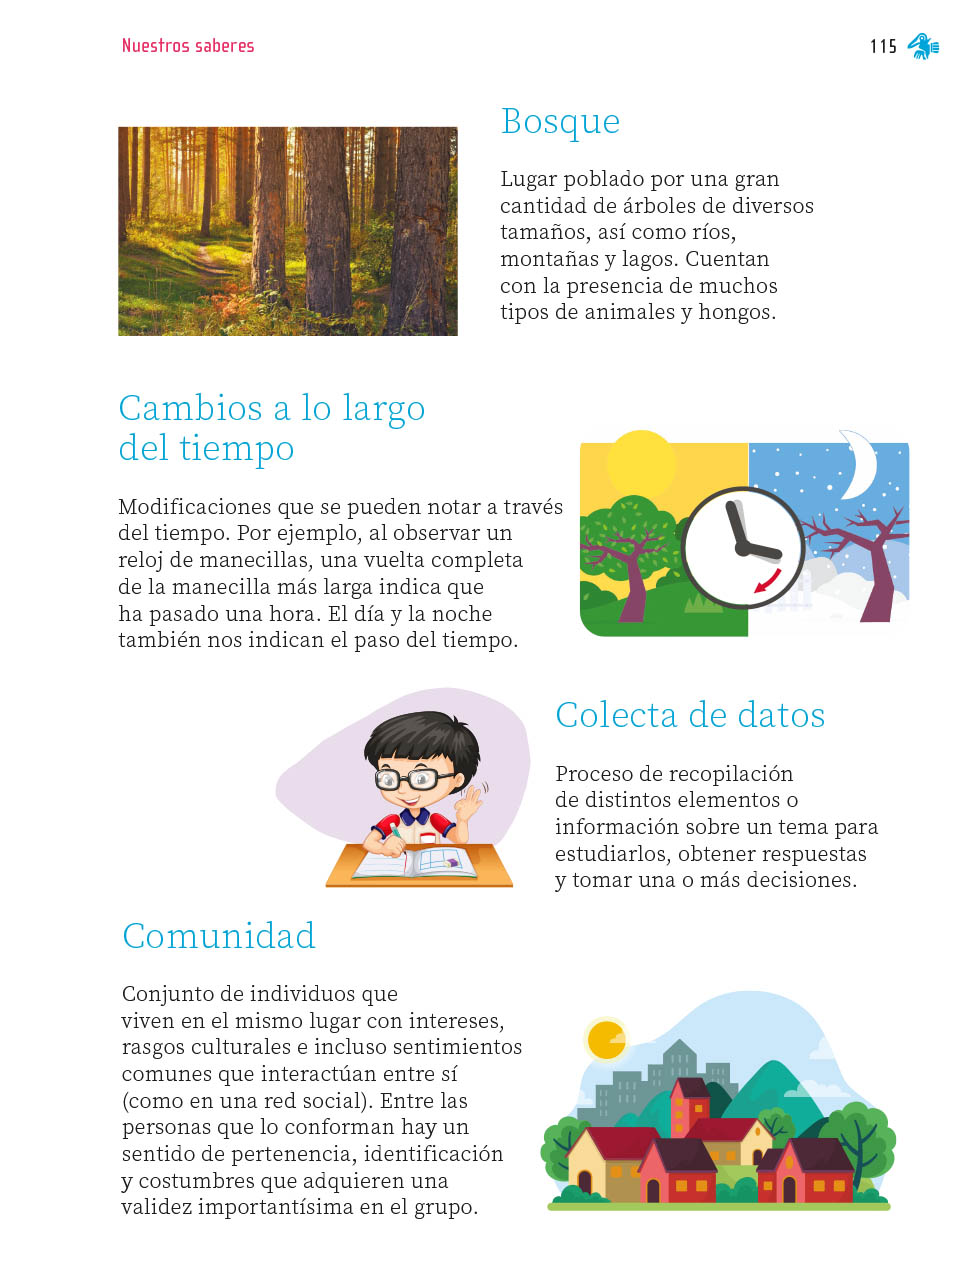 Nuestros saberes
115
Bosque
Lugar poblado por una gran
cantidad de árboles de diversos
tamaños, así como ríos,
montañas y lagos. Cuentan
con la presencia de muchos
tipos de animales y hongos.
Cambios a lo largo
del tiempo
Modificaciones que se pueden notar a través
del tiempo. Por ejemplo, al observar un
reloj de manecillas, una vuelta completa
de la manecilla más larga indica que
ha pasado una hora. El día y la noche
también nos indican el paso del tiempo.
Colecta de datos
Proceso de recopilación
de distintos elementos o
información sobre un tema para
estudiarlos, obtener respuestas
y tomar una o más decisiones.
Comunidad
Conjunto de individuos que
viven en el mismo lugar con intereses,
rasgos culturales e incluso sentimientos
comunes que interactúan entre sí
(como en una red social). Entre las
personas que lo conforman hay un
sentido de pertenencia, identificación
y costumbres que adquieren una
validez importantísima en el grupo.